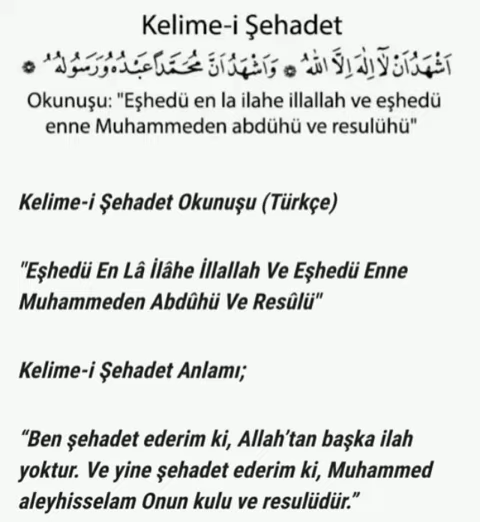 Kelime-i Şehadet
اَشْهَدُ اَنْ لَٓا اِلٰهَ اِلَّا اللّٰهُ ۞ وَاَشْهَدُ اَنَّ مُحَمَّداً عَبْدُهُ وَرَسُولُهُ ۞
Okunuşu: "Eşhedü en la ilahe illallah ve eşhedü
enne Muhammeden abdühü ve resulühü"
Kelime-i Şehadet Okunuşu (Türkçe)
"Eşhedü En Lâ İlâhe İllallah Ve Eşhedü Enne
Muhammeden Abdûhü Ve Resûlü"
Kelime-i Şehadet Anlamı;
“Ben şehadet ederim ki, Allah’tan başka ilah
yoktur. Ve yine şehadet ederim ki, Muhammed
aleyhisselam Onun kulu ve resulüdür.”